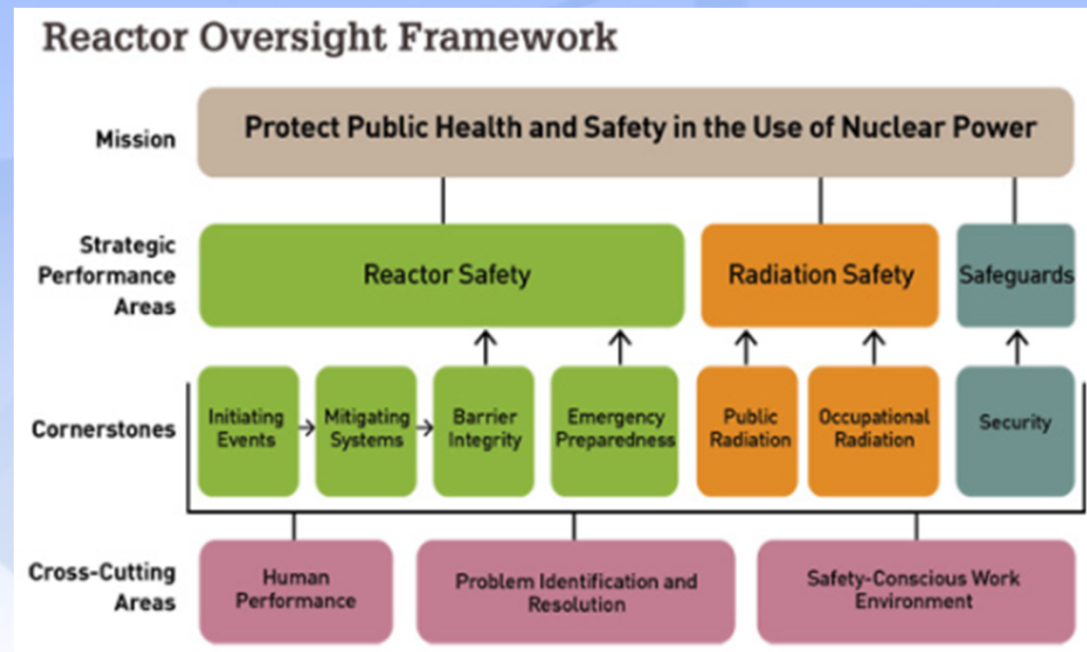 Reactor Oversight Framework
Mission
Protect Public Health and Safety in the Use of Nuclear Power
Strategic
Performance
Areas
Reactor Safety
Radiation Safety
Safeguards
Cornerstones
Initiating
Events
Mitigating
Systems
Barrier
Integrity
Emergency
Preparedness
Public
Radiation
Occupational
Radiation
Security
Cross-Cutting
Areas
Human
Performance
Problem Identification and
Resolution
Safety-Conscious Work
Environment